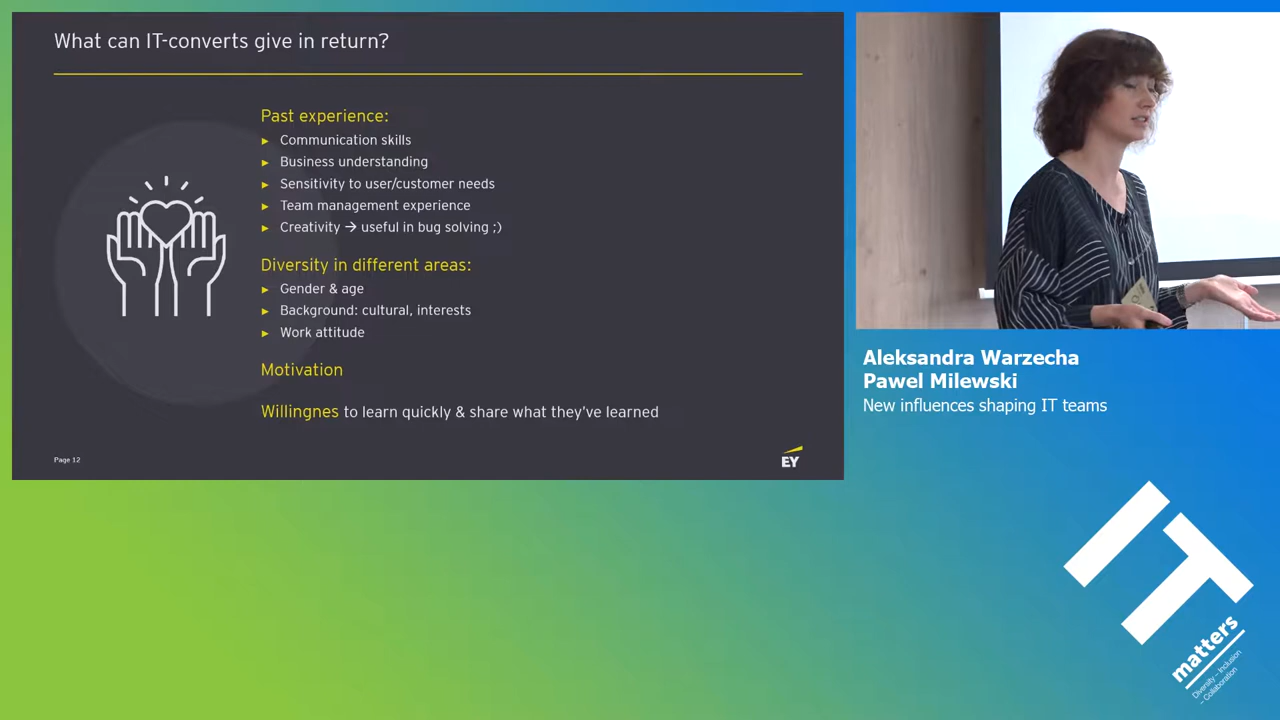 What can IT-converts give in return?
Past experience:
► Communication skills
► Business understanding
► Sensitivity to user/customer needs
► Team management experience
► Creativity → useful in bug solving ;)
Diversity in different areas:
► Gender & age
► Background: cultural, interests
► Work attitude
Motivation
Willingnes to learn quickly & share what they've learned
Page 12
EY
Aleksandra Warzecha
Pawel Milewski
New influences shaping IT teams
IT
matters
Diversity – Inclusion
– Collaboration